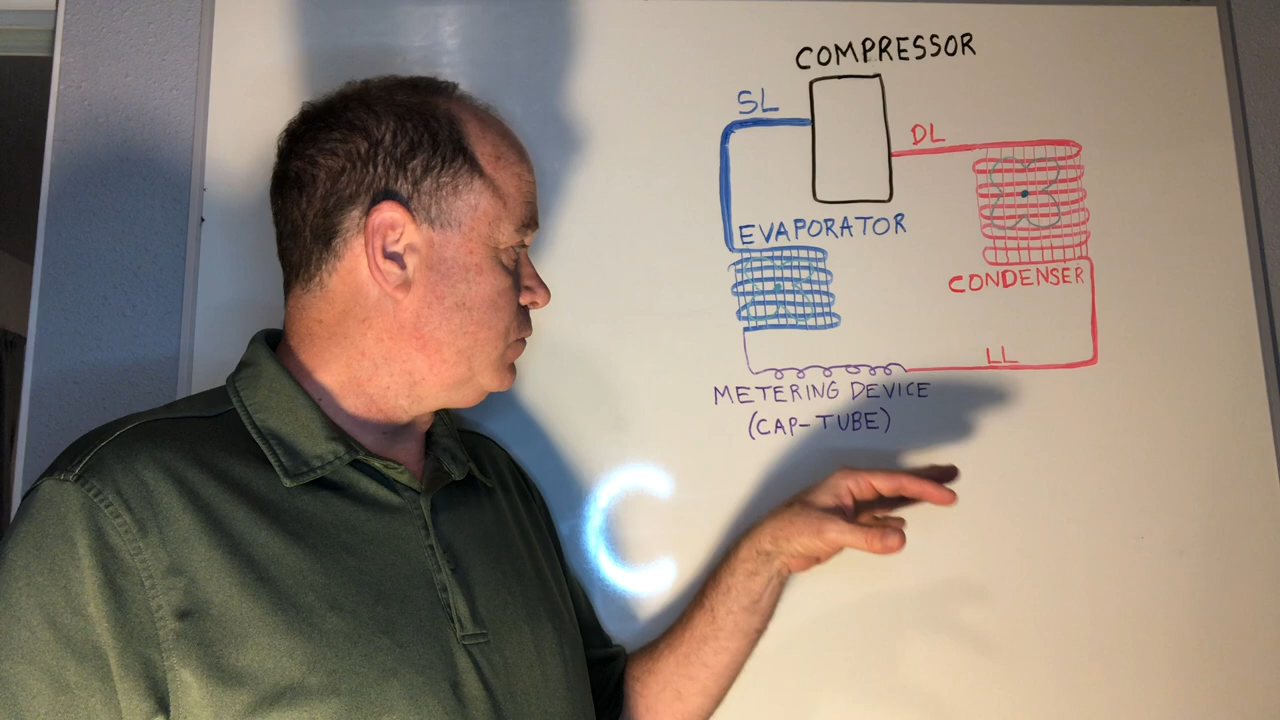 COMPRESSOR
SL
DL
EVAPORATOR
CONDENSER
LL
METERING DEVICE
(CAP-TUBE)